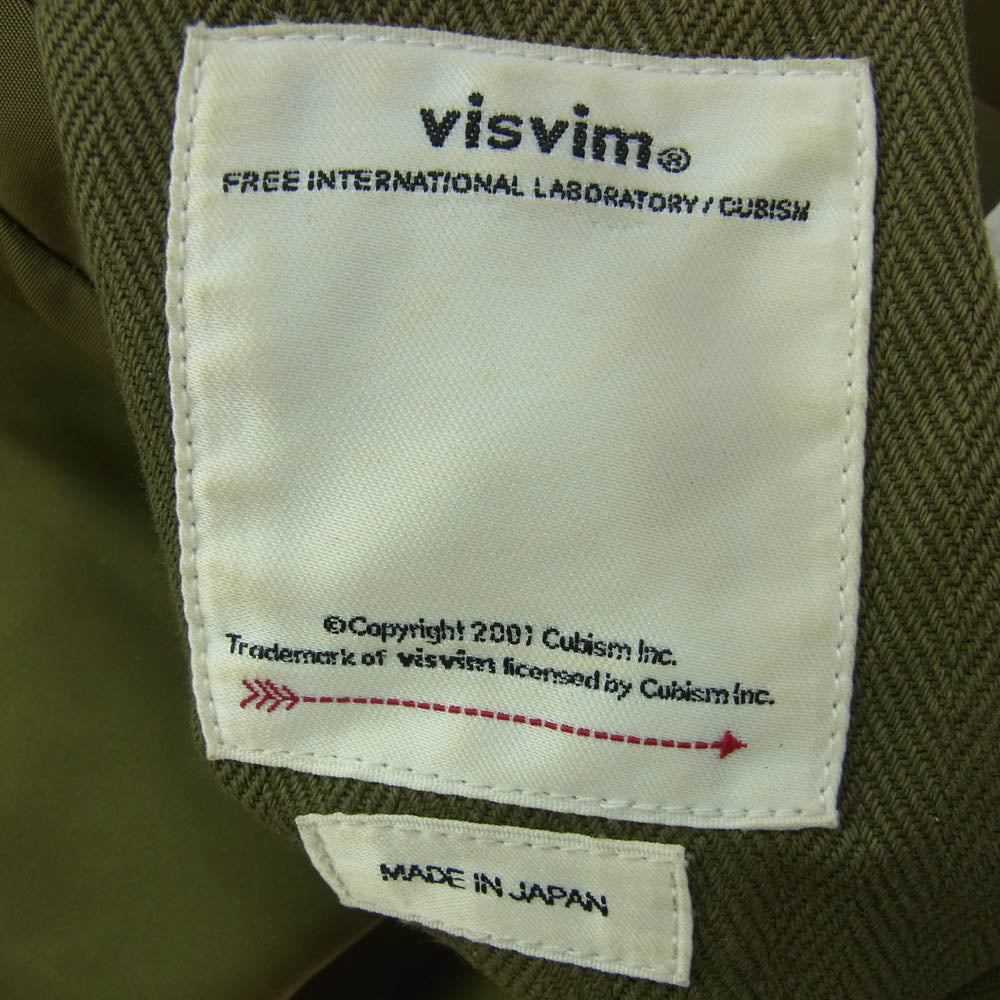 visvim®
FREE INTERNATIONAL LABORATORY / CUBISM
©Copyright 2001 Cubism Inc.
Trademark of visvim licensed by Cubism Inc.
MADE IN JAPAN